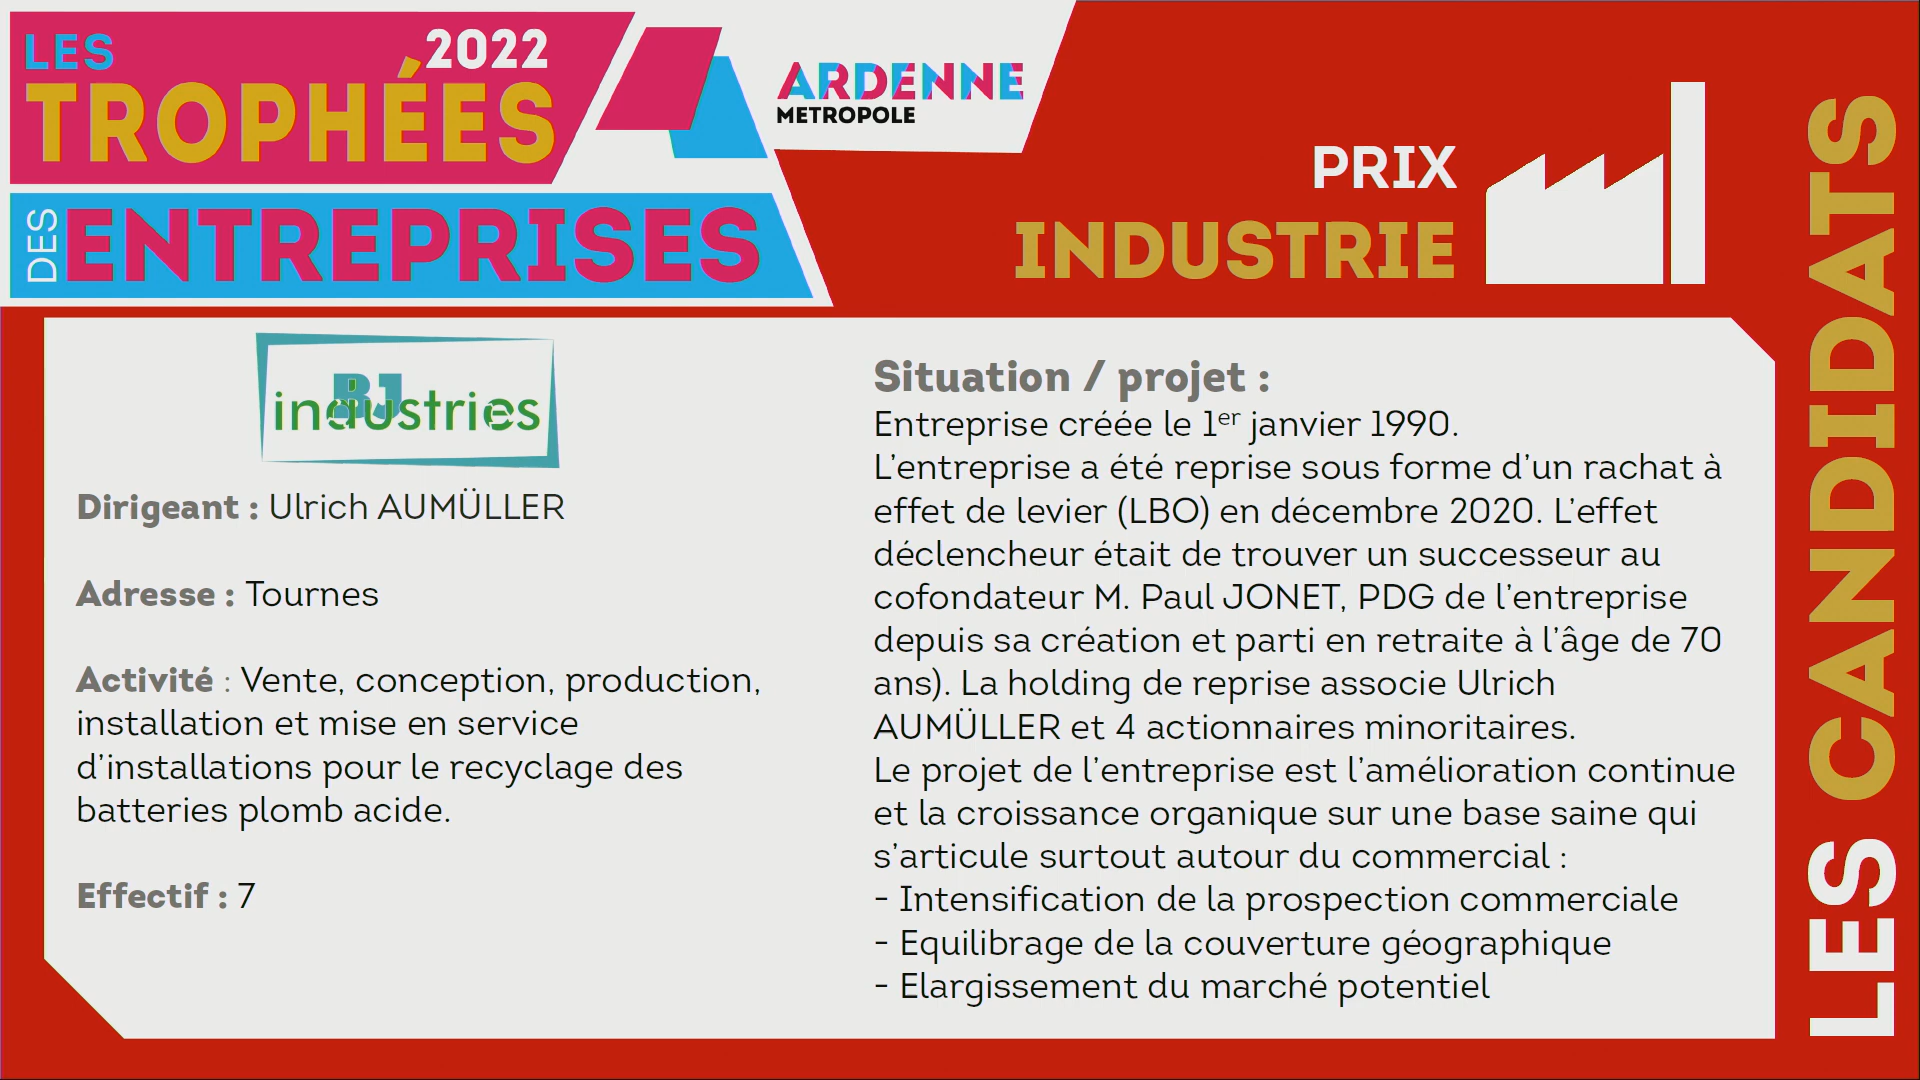 LES
2022
TROPHÉES
DES ENTREPRISES
ARDENNE
METROPOLE
PRIX
INDUSTRIE
BJ
industries
Dirigeant : Ulrich AUMÜLLER
Adresse : Tournes
Activité : Vente, conception, production,
installation et mise en service
d’installations pour le recyclage des
batteries plomb acide.
Effectif : 7
Situation / projet :
Entreprise créée le 1er janvier 1990.
L’entreprise a été reprise sous forme d’un rachat à
effet de levier (LBO) en décembre 2020. L’effet
déclencheur était de trouver un successeur au
cofondateur M. Paul JONET, PDG de l’entreprise
depuis sa création et parti en retraite à l’âge de 70
ans). La holding de reprise associe Ulrich
AUMÜLLER et 4 actionnaires minoritaires.
Le projet de l’entreprise est l’amélioration continue
et la croissance organique sur une base saine qui
s’articule surtout autour du commercial :
- Intensification de la prospection commerciale
- Equilibrage de la couverture géographique
- Elargissement du marché potentiel
LES CANDIDATS